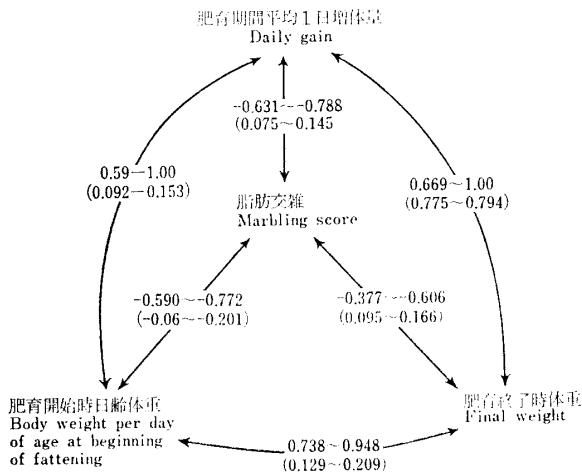 肥育期間平均1日増体量
Daily gain
-0.631~-0.788
(0.075~0.145
0.59~1.00
(0.092~0.153)
0.669~1.00
(0.775~0.794)
脂肪交雑
Marbling score
-0.590~-0.772
(-0.06~-0.201)
-0.377~-0.606
(0.095~0.166)
肥育開始時日齢体重
Body weight per day
of age at beginning
of fattening
肥育終了時体重
Final weight
0.738~0.948
(0.129~0.209)